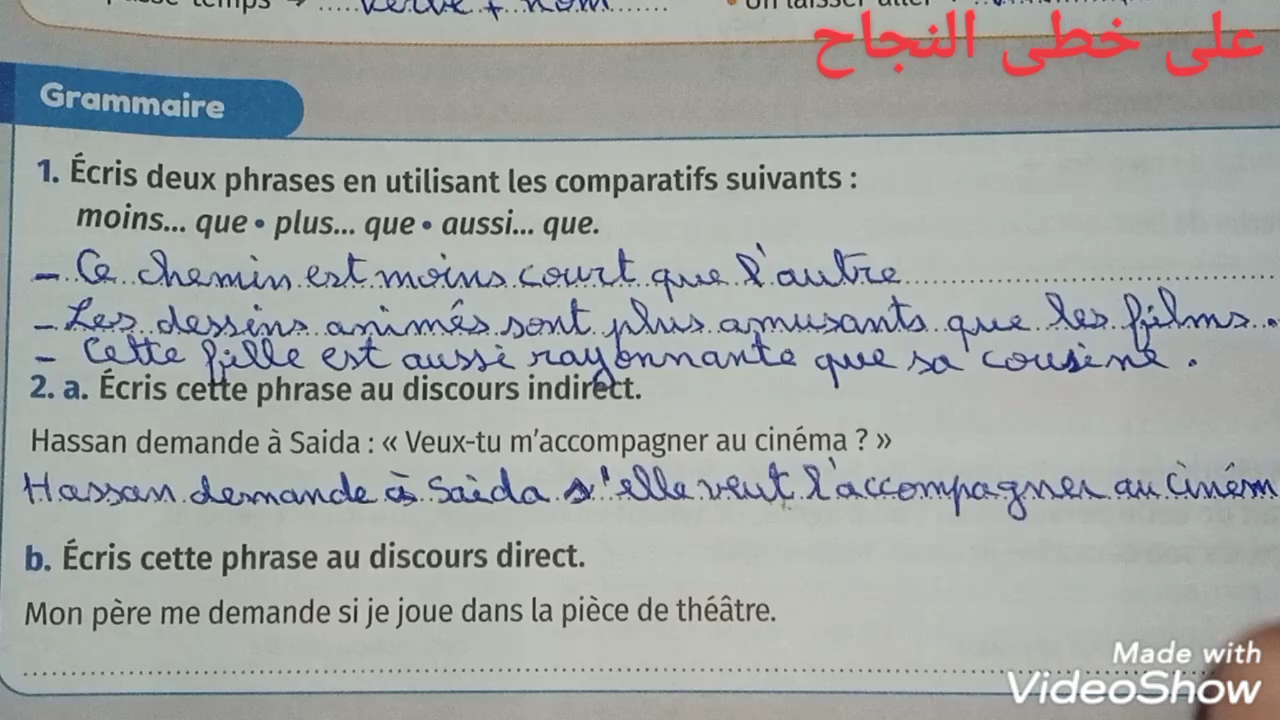 temps → verbe + nom
على خطى النجاح
Grammaire
1. Écris deux phrases en utilisant les comparatifs suivants :
moins... que • plus... que • aussi... que.
- Ce chemin est moins court que l'autre
- Les dessins animés sont plus amusants que les films.
- Cette fille est aussi rayonnante que sa cousine.
2. a. Écris cette phrase au discours indirect.
Hassan demande à Saida : « Veux-tu m'accompagner au cinéma ? »
Hassan demande à Saida s'elle veut l'accompagner au ciném
b. Écris cette phrase au discours direct.
Mon père me demande si je joue dans la pièce de théâtre.
Made with
VideoShow